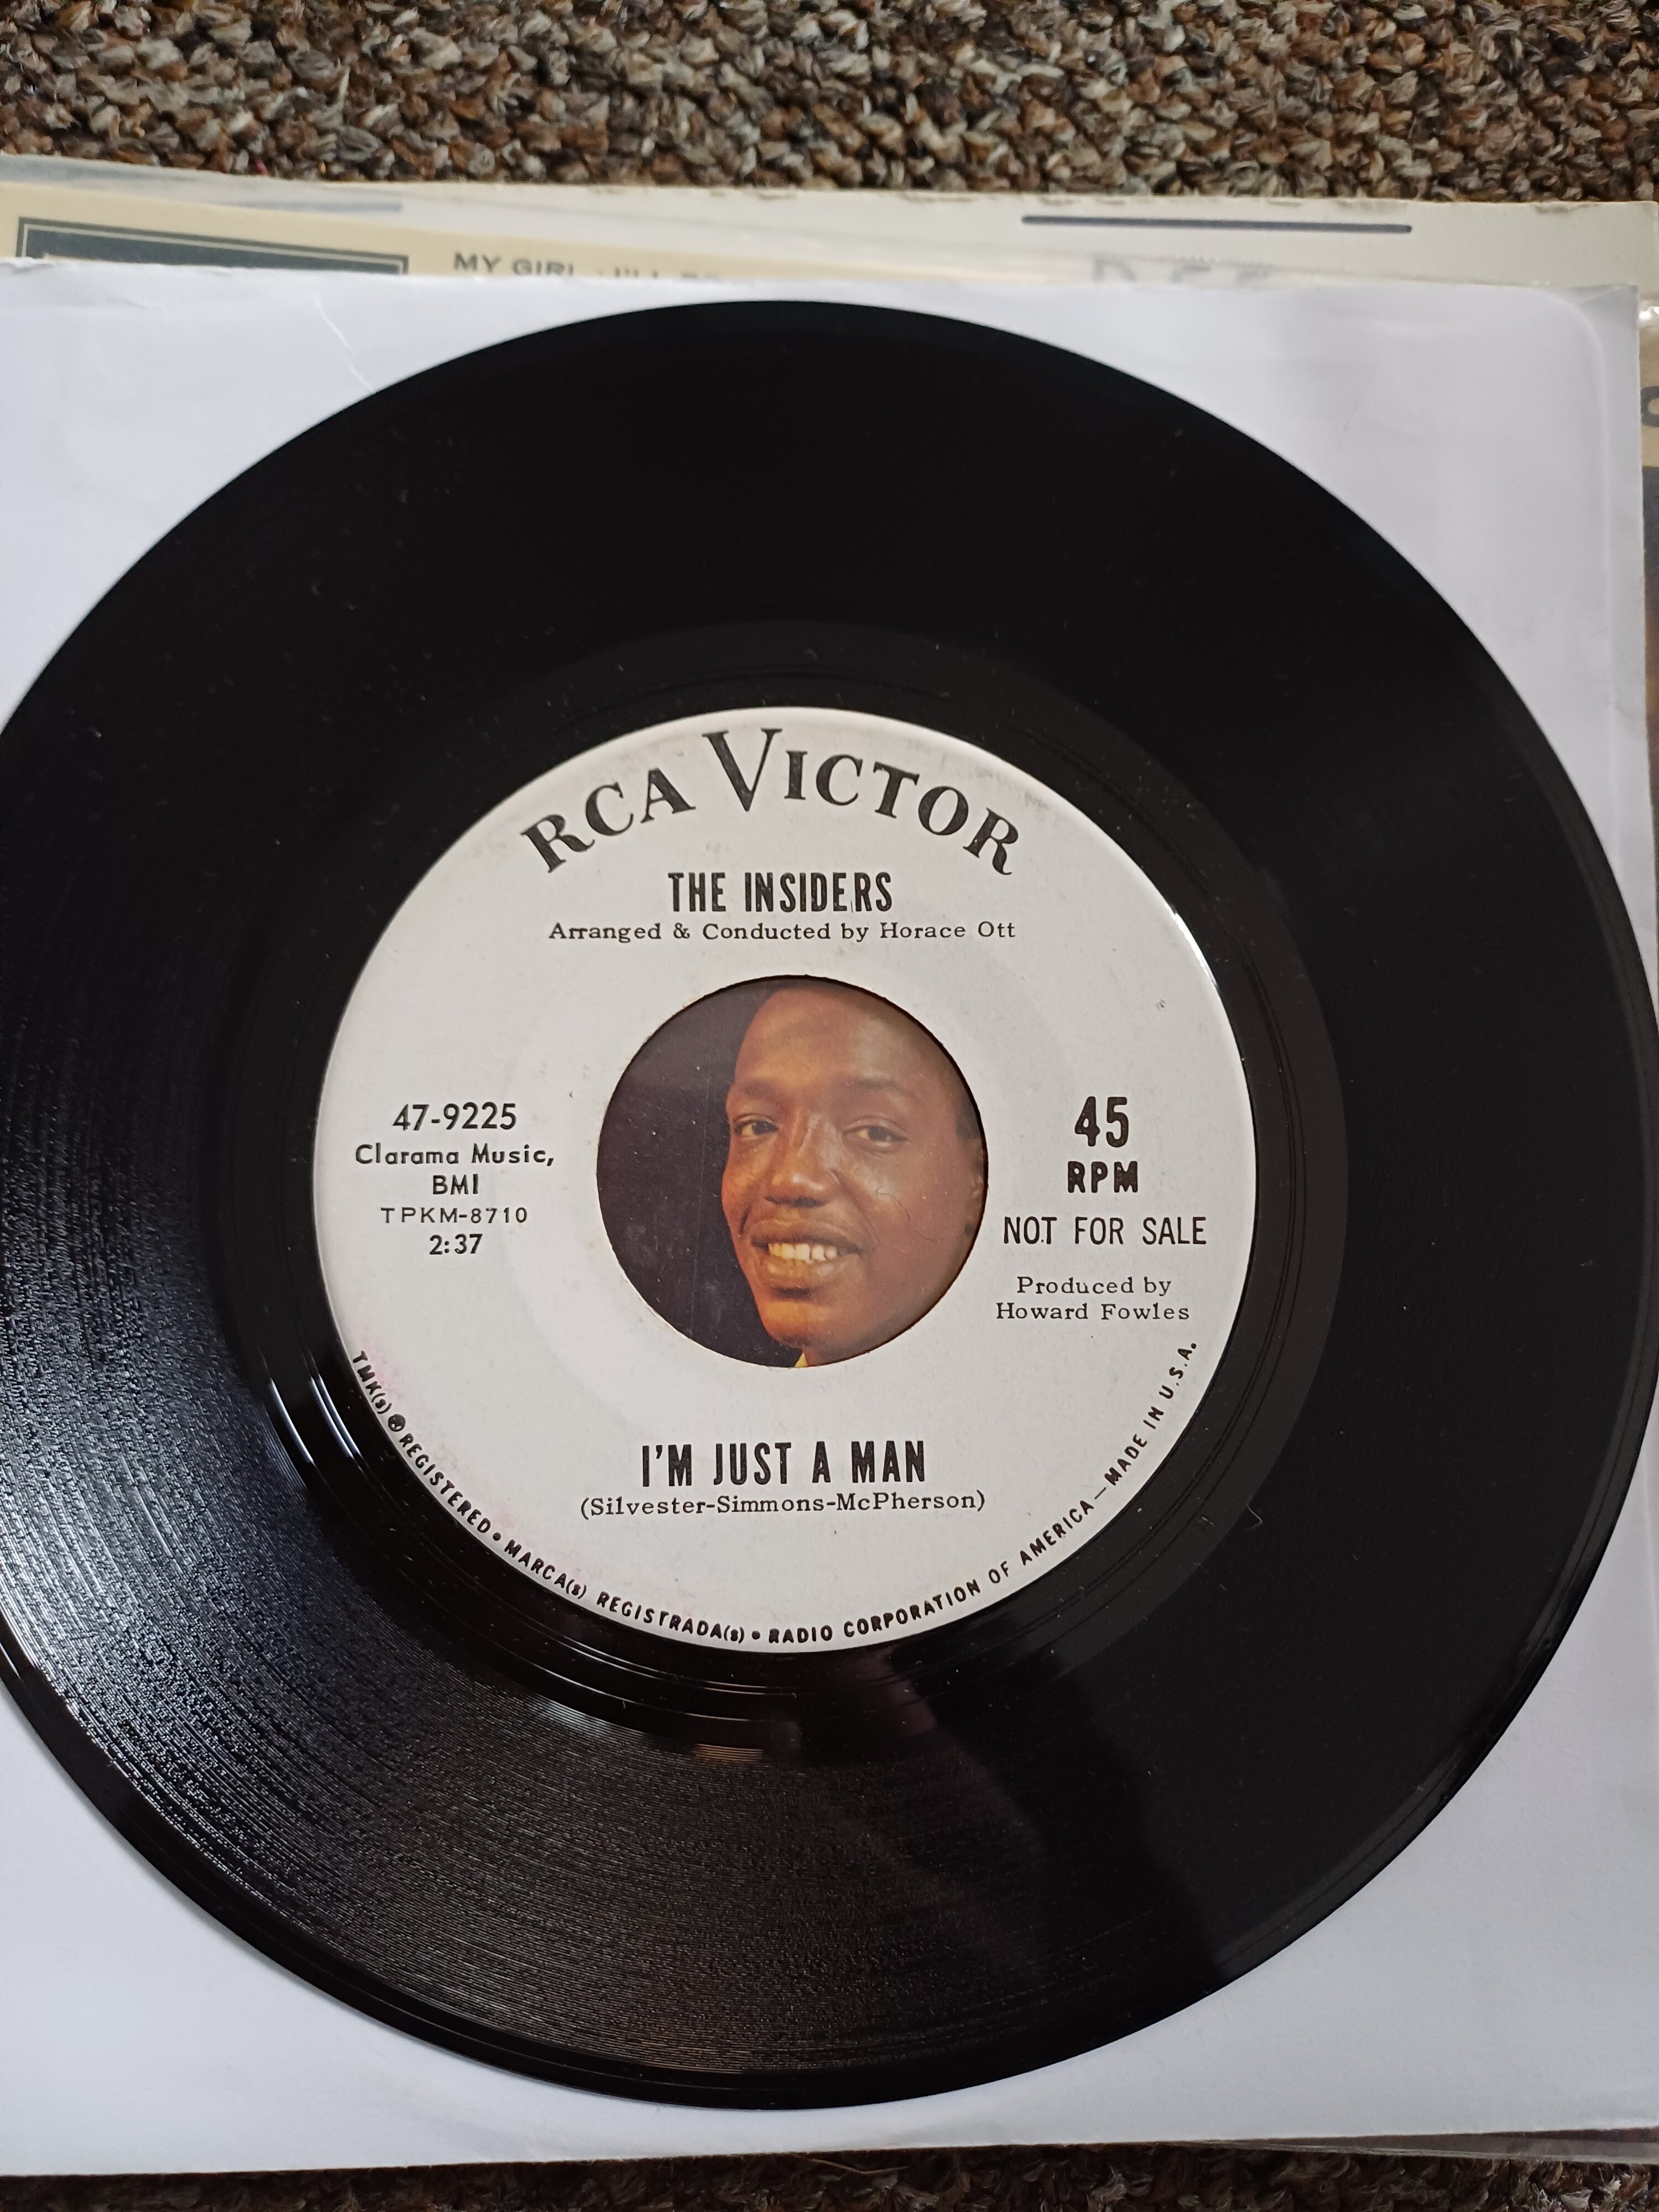 MY GIRL
RCA VICTOR
THE INSIDERS
Arranged & Conducted by Horace Ott
47-9225
Clarama Music,
BMI
TPKM-8710
2:37
45
RPM
NOT FOR SALE
Produced by
Howard Fowles
I'M JUST A MAN
(Silvester-Simmons-McPherson)
TMK(s) ® REGISTERED • MARCA(s) REGISTRADA(s) • RADIO CORPORATION OF AMERICA — MADE IN U.S.A.